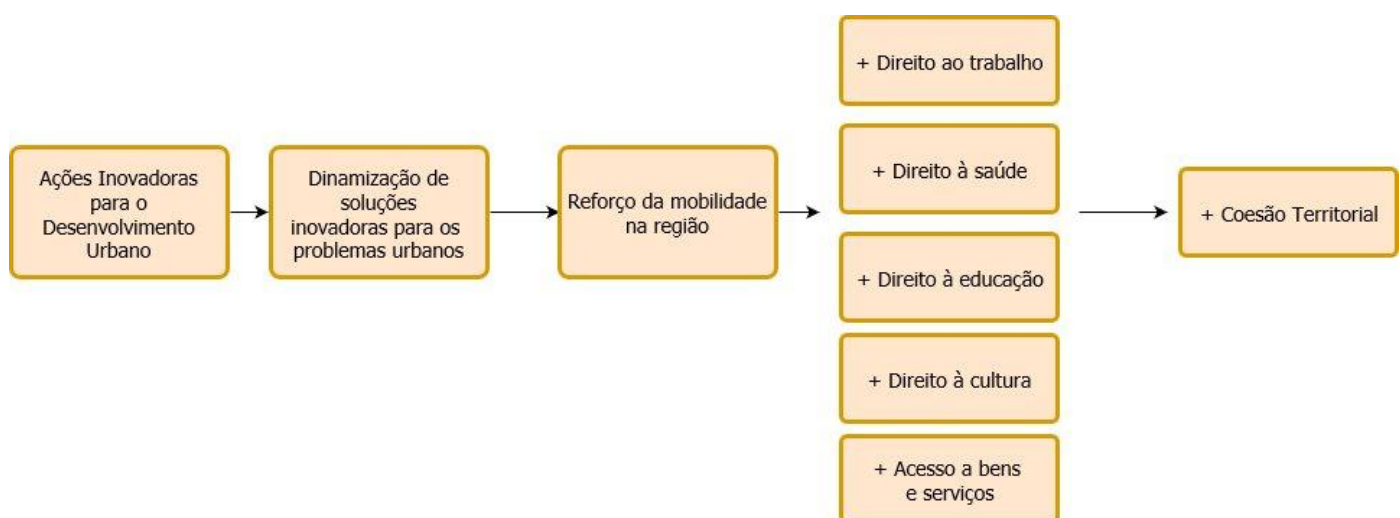 Ações Inovadoras
para o
Desenvolvimento
Urbano
Dinamização de
soluções
inovadoras para os
problemas urbanos
Reforço da mobilidade
na região
+ Direito ao trabalho
+ Direito à saúde
+ Direito à educação
+ Direito à cultura
+ Acesso a bens
e serviços
+ Coesão Territorial